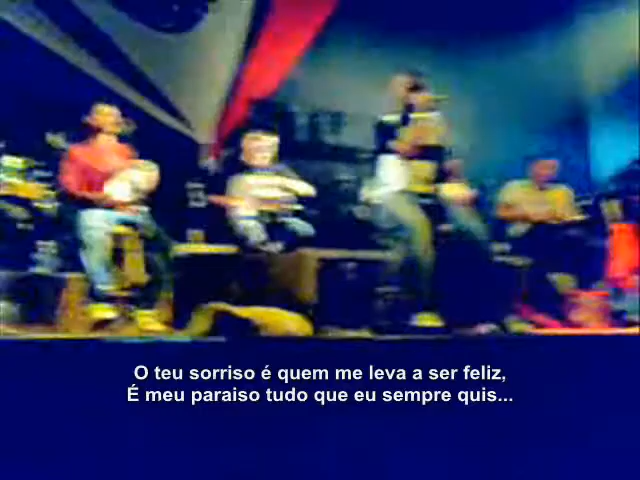 O teu sorriso é quem me leva a ser feliz,
É meu paraiso tudo que eu sempre quis...